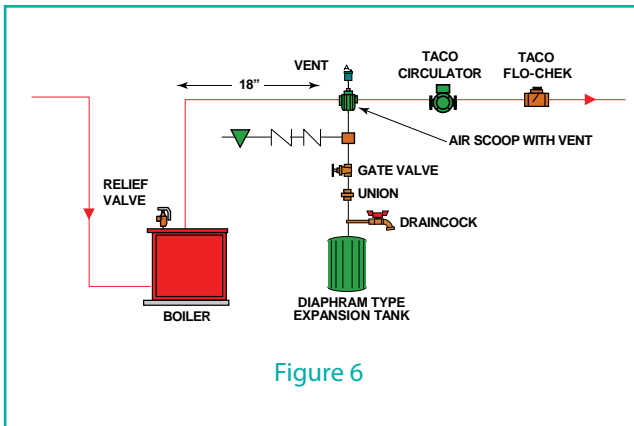 VENT
TACO
CIRCULATOR
TACO
FLO-CHEK
18”
AIR SCOOP WITH VENT
GATE VALVE
RELIEF
VALVE
UNION
DRAINCOCK
DIAPHRAM TYPE
EXPANSION TANK
BOILER
Figure 6